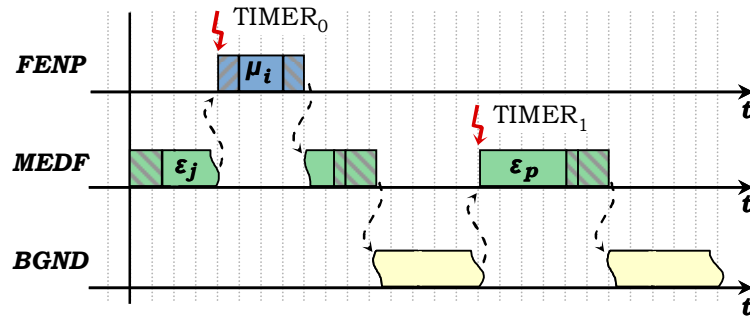 TIMER₀
FENP
μᵢ
t
TIMER₁
MEDF
εⱼ
εₚ
t
BGND
t